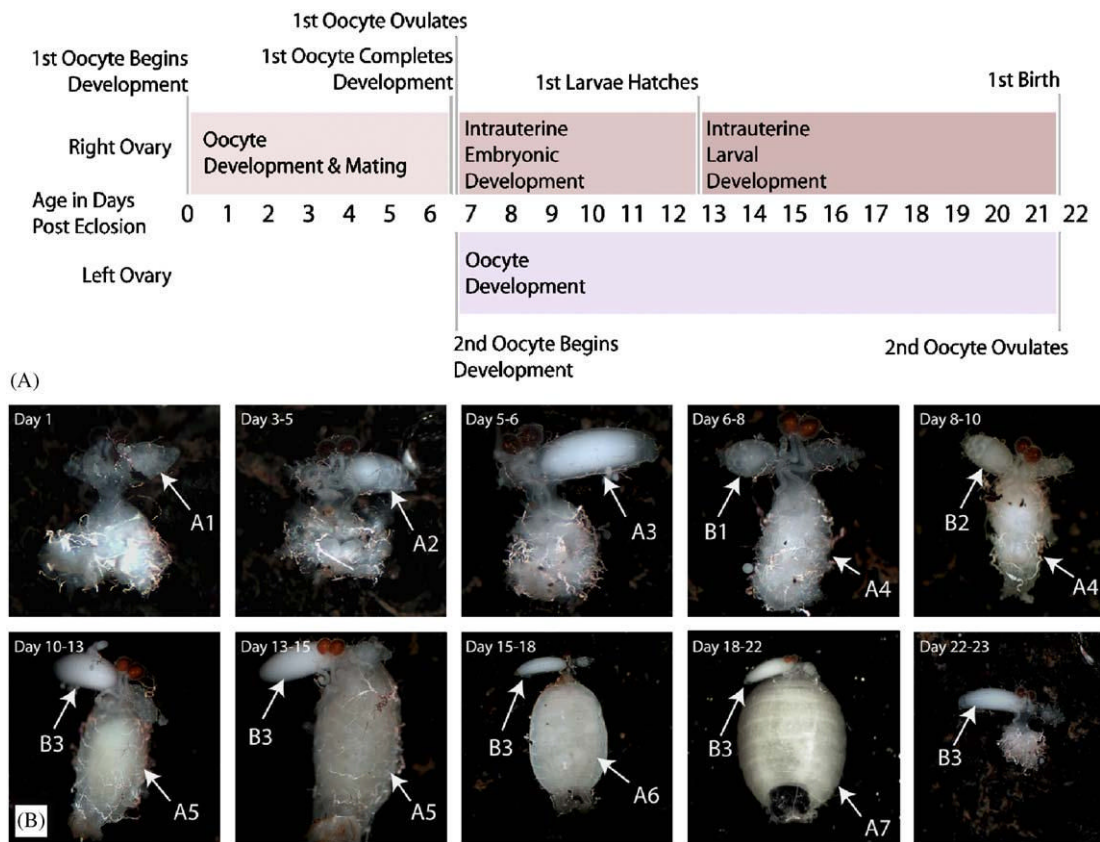 1st Oocyte Ovulates
1st Oocyte Begins
Development
1st Oocyte Completes
Development
1st Larvae Hatches
1st Birth
Right Ovary
Oocyte
Development & Mating
Intrauterine
Embryonic
Development
Intrauterine
Larval
Development
Age in Days
Post Eclosion
0 1 2 3 4 5 6 7 8 9 10 11 12 13 14 15 16 17 18 19 20 21 22
Left Ovary
Oocyte
Development
2nd Oocyte Begins
Development
2nd Oocyte Ovulates
(A)
Day 1
A1
Day 3-5
A2
Day 5-6
A3
Day 6-8
B1
A4
Day 8-10
B2
A4
Day 10-13
B3
A5
(B)
Day 13-15
B3
A5
Day 15-18
B3
A6
Day 18-22
B3
A7
Day 22-23
B3